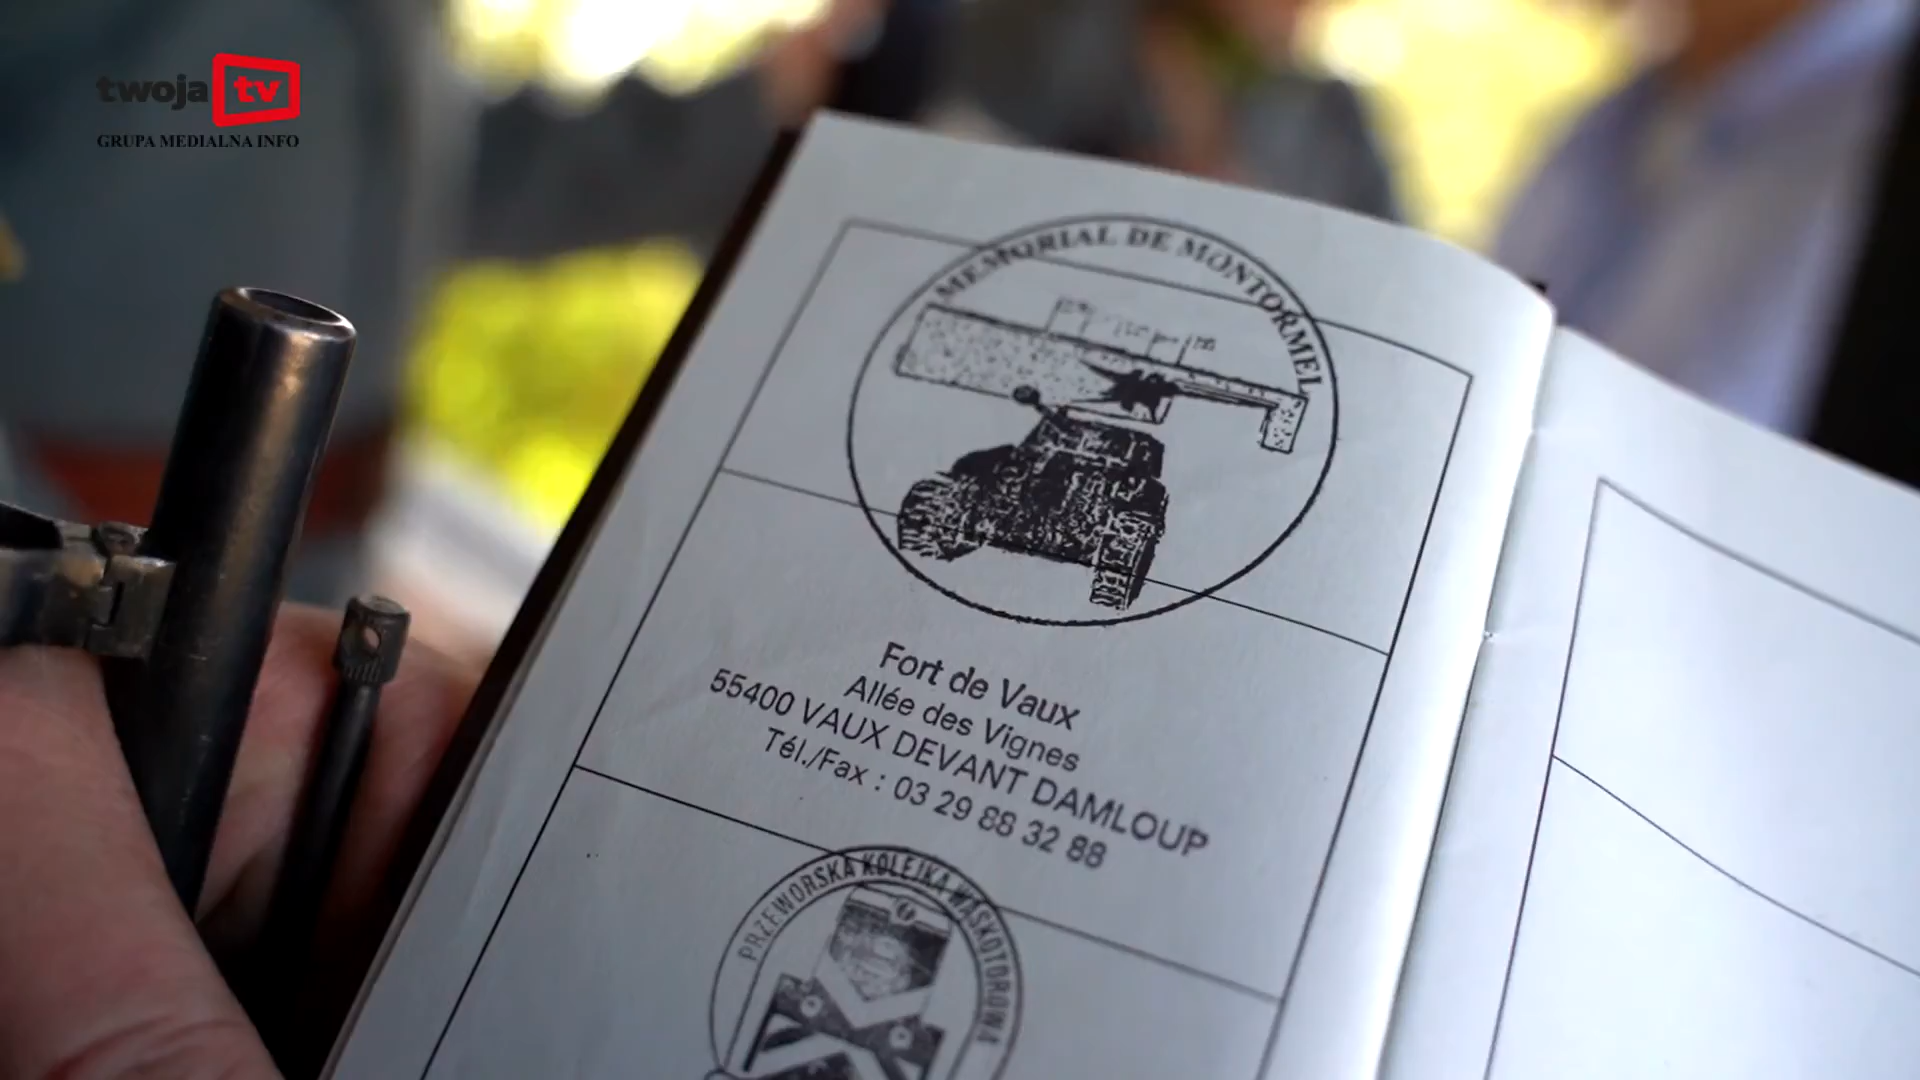 twoja tv
GRUPA MEDIALNA INFO
MEMORIAL DE MONTORMEL
Fort de Vaux
Allée des Vignes
55400 VAUX DEVANT DAMLOUP
Tél./Fax : 03 29 88 32 88
PRZEWORSKA KOLEJKA WĄSKOTOROWA